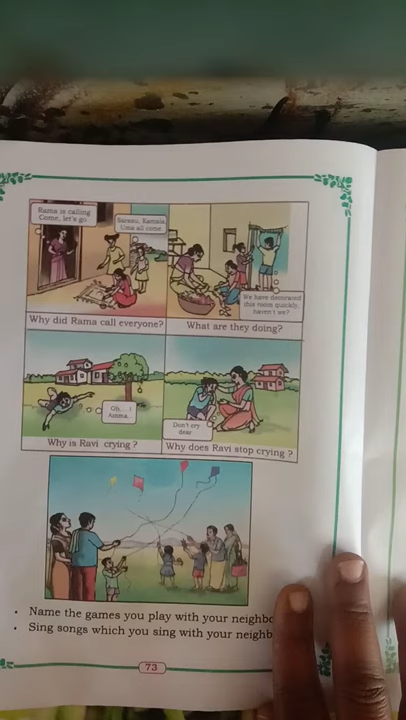 Rama is calling
Come, let's go
Sarasu, Kamala,
Uma all come.
Why did Rama call everyone?
We have decorated
this room quickly,
haven't we?
What are they doing?
Oh....!
Amma.
Why is Ravi crying ?
Don't cry
dear
Why does Ravi stop crying ?
• Name the games you play with your neighbo
• Sing songs which you sing with your neighb
73